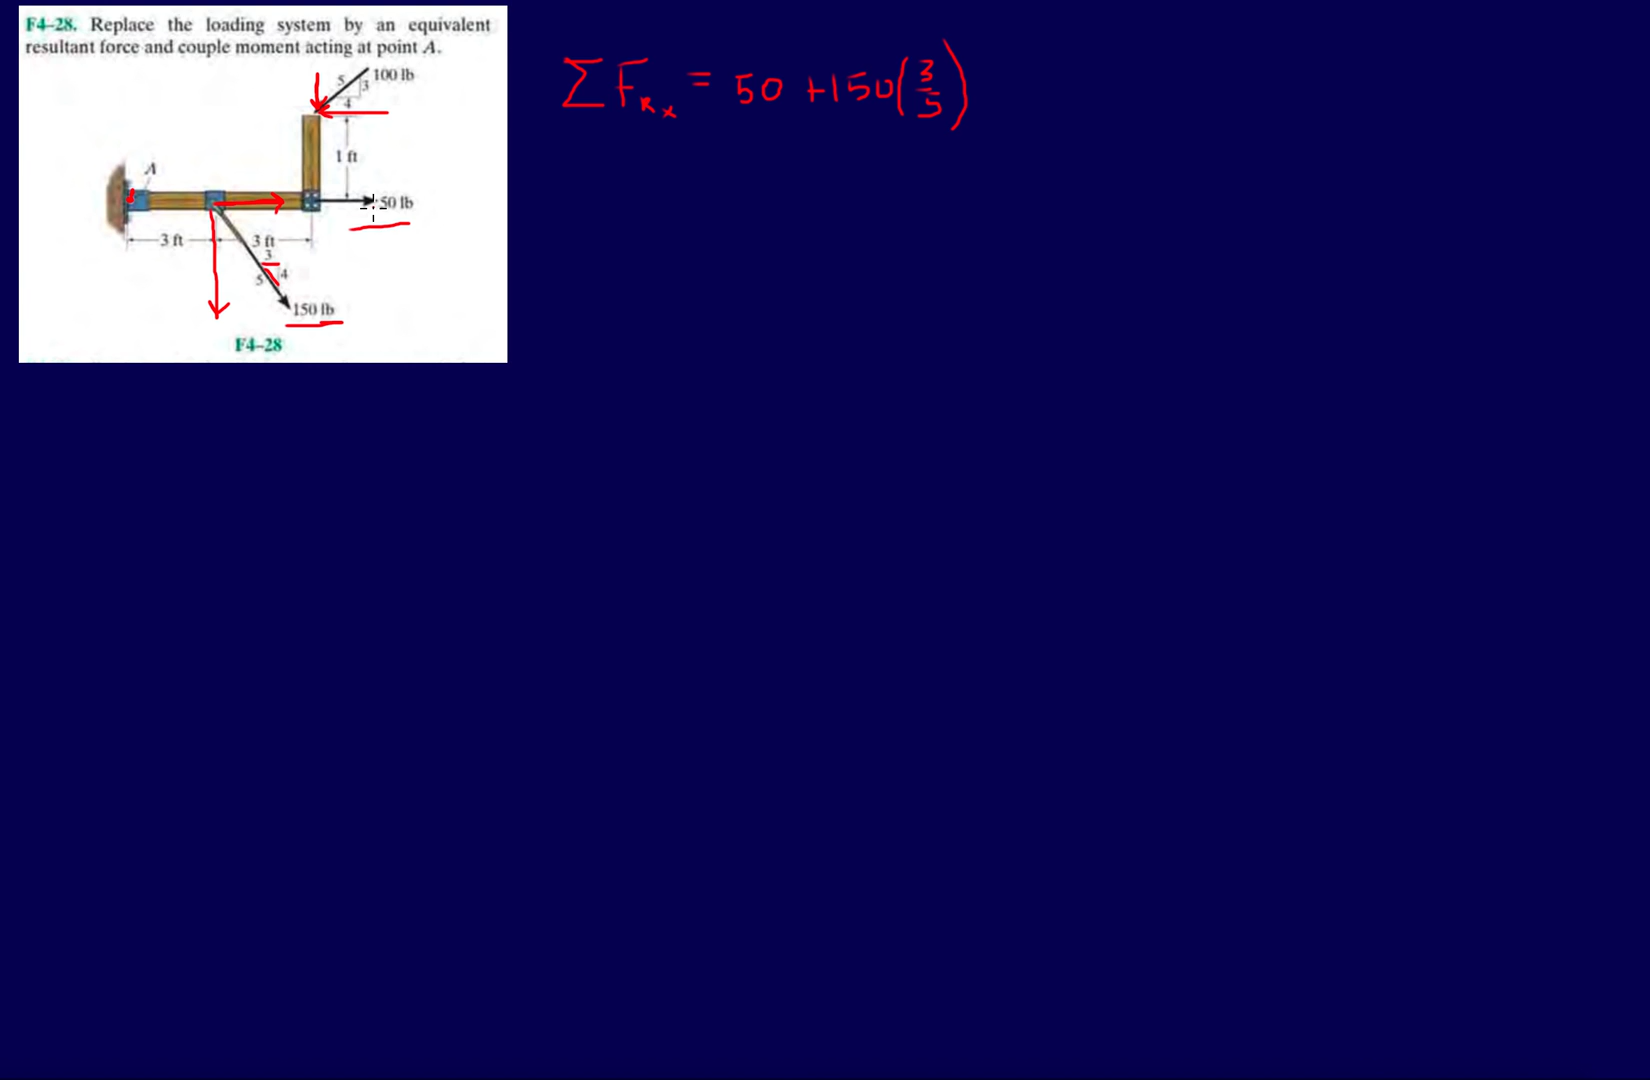 F4–28. Replace the loading system by an equivalent
resultant force and couple moment acting at point A.
100 lb
5
3
4
1 ft
A
50 lb
3 ft
3 ft
3
4
5
150 lb
F4–28
ΣF_Rx = 50 +150(3/5)